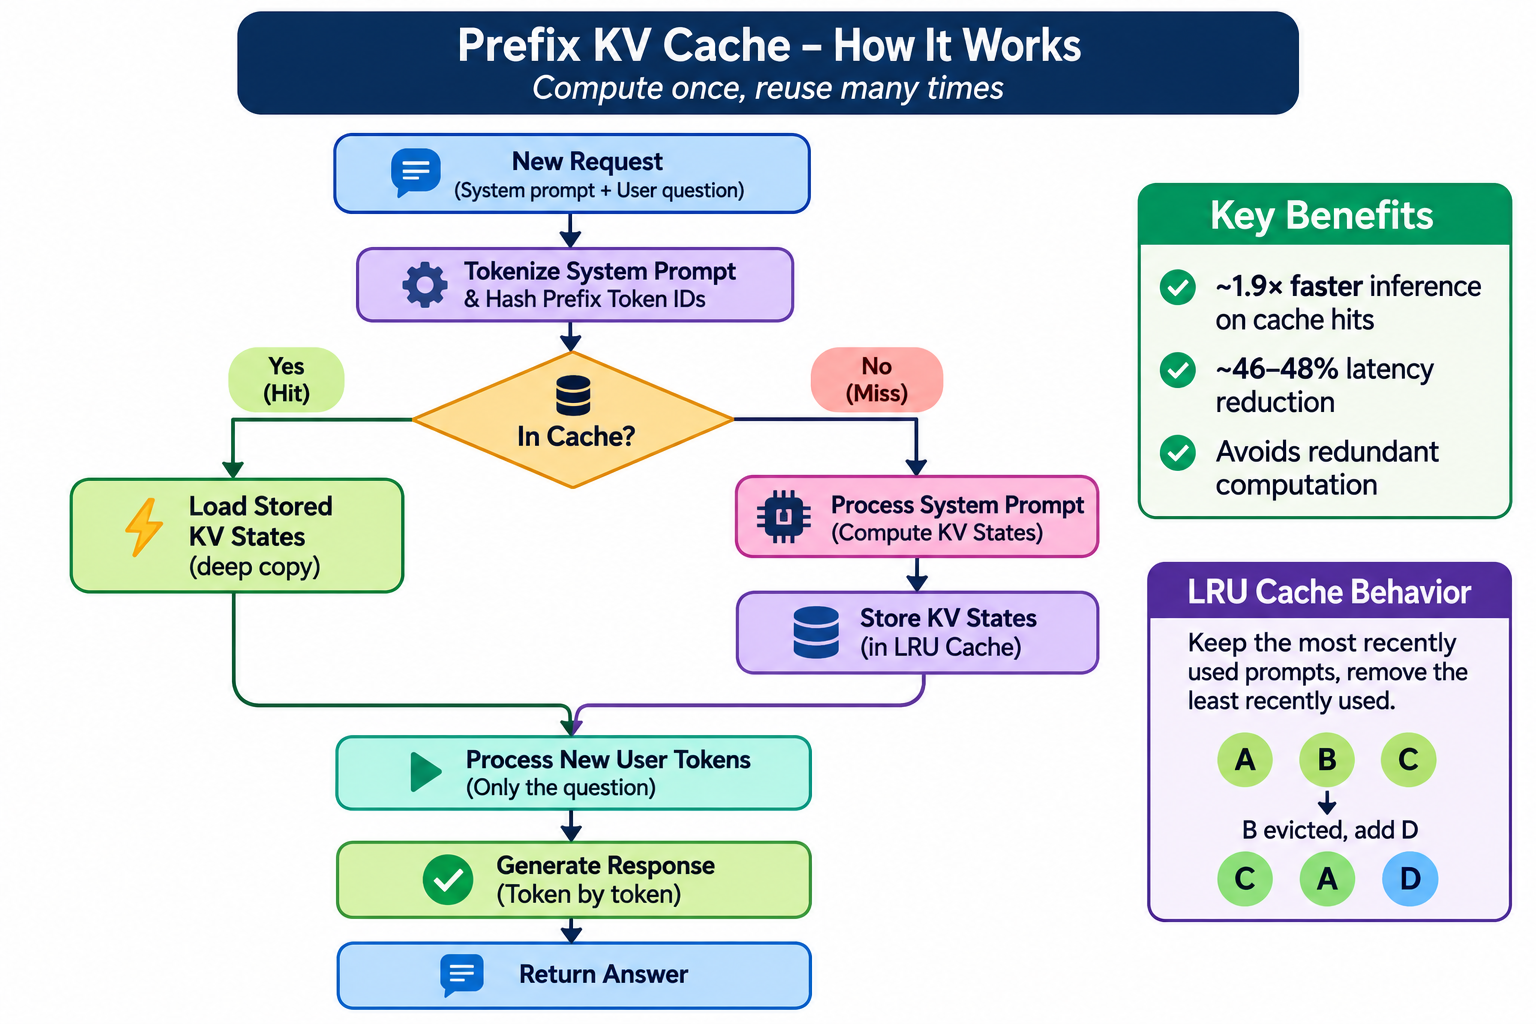 Prefix KV Cache – How It Works
Compute once, reuse many times
New Request
(System prompt + User question)
Tokenize System Prompt
& Hash Prefix Token IDs
Yes
(Hit)
No
(Miss)
In Cache?
Load Stored
KV States
(deep copy)
Process System Prompt
(Compute KV States)
Store KV States
(in LRU Cache)
Process New User Tokens
(Only the question)
Generate Response
(Token by token)
Return Answer
Key Benefits
~1.9× faster inference
on cache hits
~46–48% latency
reduction
Avoids redundant
computation
LRU Cache Behavior
Keep the most recently
used prompts, remove the
least recently used.
A B C
B evicted, add D
C A D